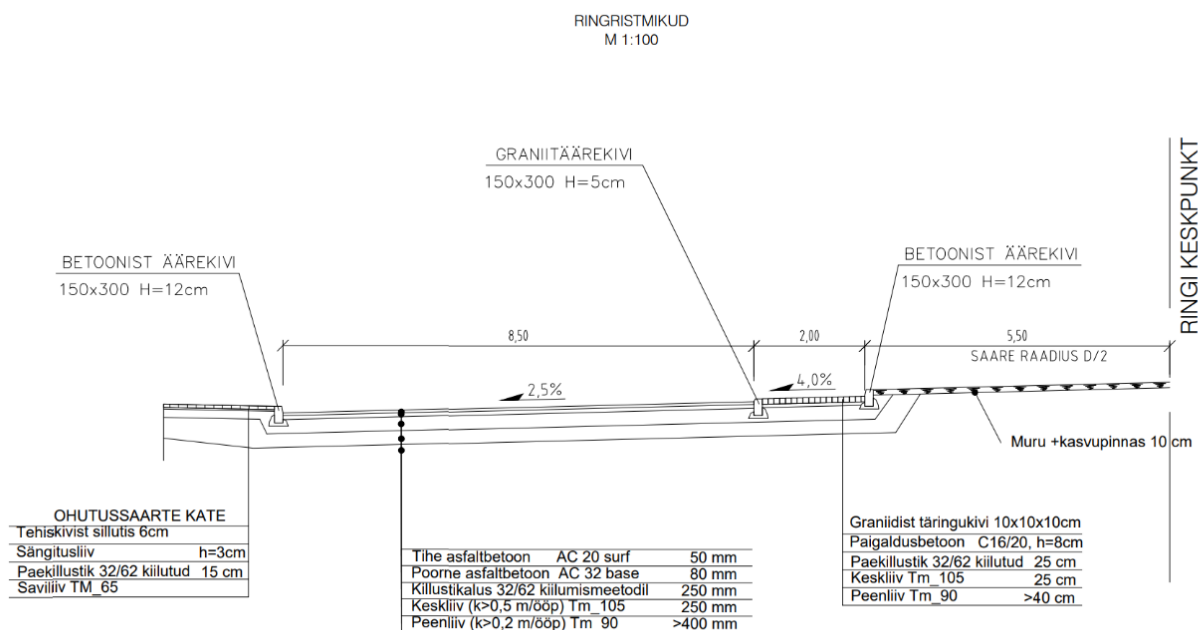 RINGRISTMIKUD
M 1:100
GRANIITÄÄREKIVI
150x300 H=5cm
BETOONIST ÄÄREKIVI
150x300 H=12cm
BETOONIST ÄÄREKIVI
150x300 H=12cm
RINGI KESKPUNKT
8,50
2,00
5,50
SAARE RAADIUS D/2
2,5%
4,0%
Muru +kasvupinnas 10 cm
OHUTUSSAARTE KATE
Tehiskivist sillutis 6cm
Sängitusliiv h=3cm
Paekillustik 32/62 kiilutud 15 cm
Saviliiv TM_65
Tihe asfaltbetoon AC 20 surf 50 mm
Poorne asfaltbetoon AC 32 base 80 mm
Killustikalus 32/62 kiilumismeetodil 250 mm
Keskliiv (k>0,5 m/ööp) Tm_105 250 mm
Peenliiv (k>0,2 m/ööp) Tm_90 >400 mm
Graniidist täringukivi 10x10x10cm
Paigaldusbetoon C16/20, h=8cm
Paekillustik 32/62 kiilutud 25 cm
Keskliiv Tm_105 25 cm
Peenliiv Tm_90 >40 cm